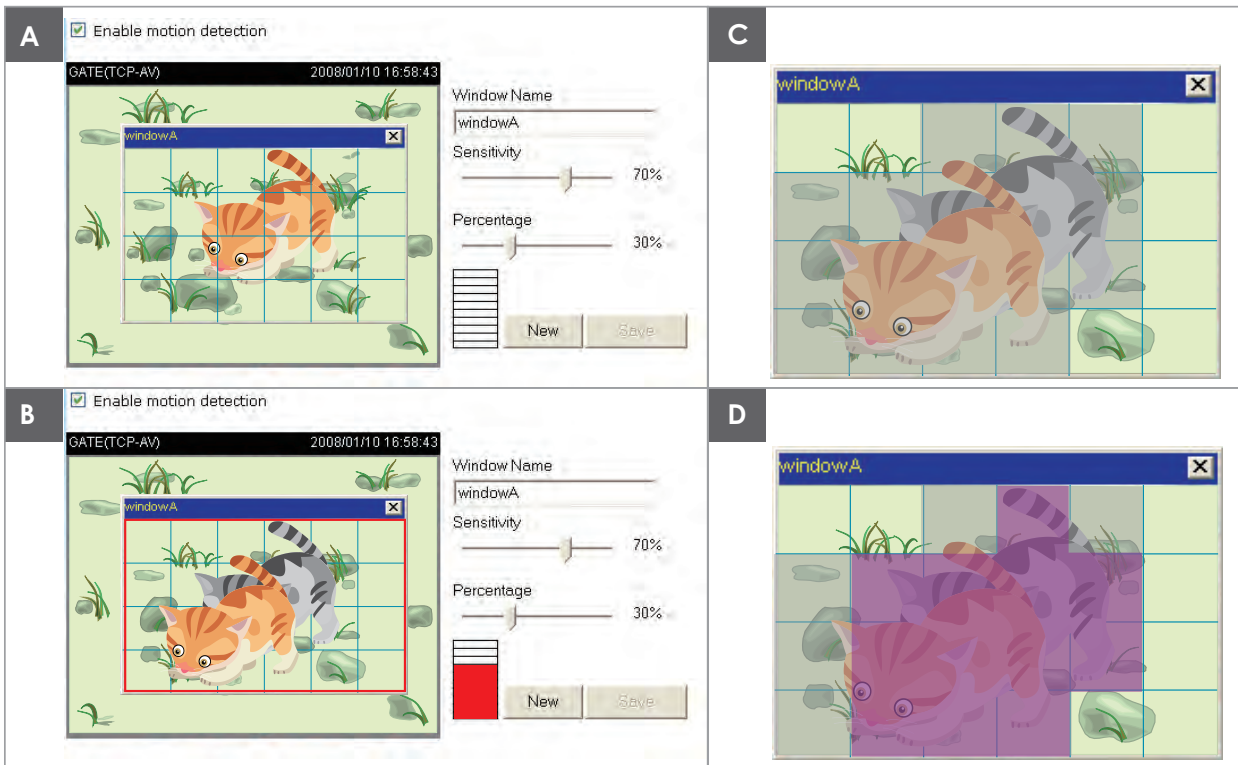 A
Enable motion detection
GATE(TCP-AV) 2008/01/10 16:58:43
windowA
Window Name
windowA
Sensitivity
70%
Percentage
30%
New Save
B
Enable motion detection
GATE(TCP-AV) 2008/01/10 16:58:43
windowA
Window Name
windowA
Sensitivity
70%
Percentage
30%
New Save
C
windowA
D
windowA